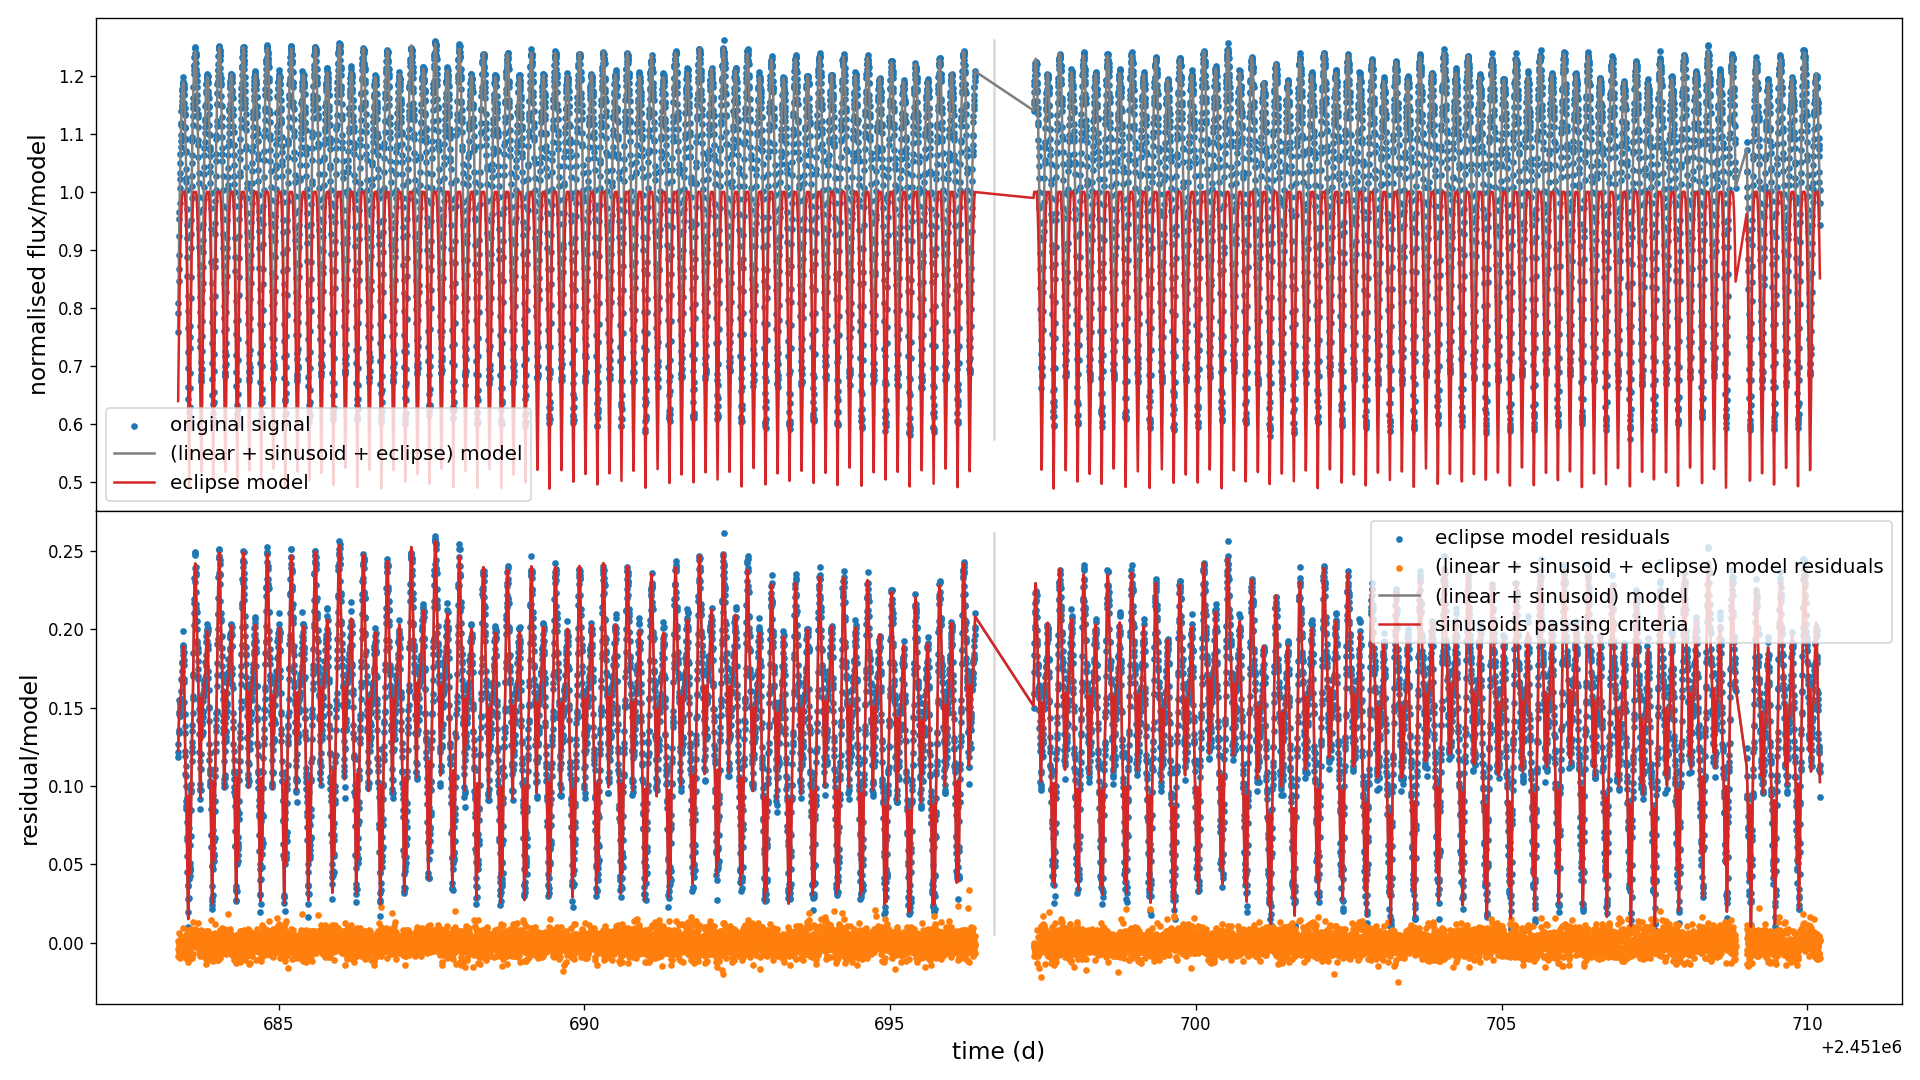 normalised flux/model
1.2
1.1
1.0
0.9
0.8
0.7
0.6
0.5
original signal
(linear + sinusoid + eclipse) model
eclipse model
residual/model
0.25
0.20
0.15
0.10
0.05
0.00
eclipse model residuals
(linear + sinusoid + eclipse) model residuals
(linear + sinusoid) model
sinusoids passing criteria
685
690
695
700
705
710
time (d)
+2.451e6